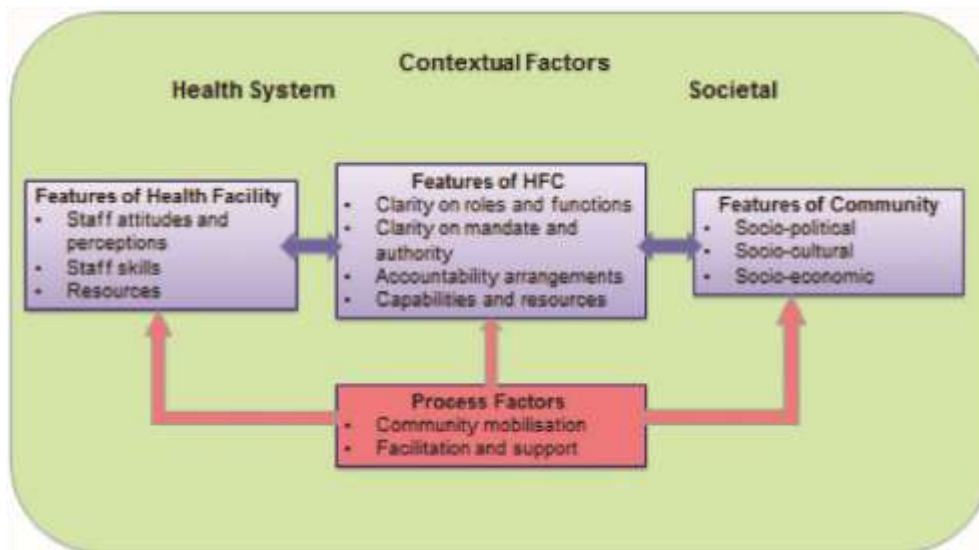 Contextual Factors
Health System
Societal
Features of Health Facility
• Staff attitudes and
perceptions
• Staff skills
• Resources
Features of HFC
• Clarity on roles and functions
• Clarity on mandate and
authority
• Accountability arrangements
• Capabilities and resources
Features of Community
• Socio-political
• Socio-cultural
• Socio-economic
Process Factors
• Community mobilisation
• Facilitation and support